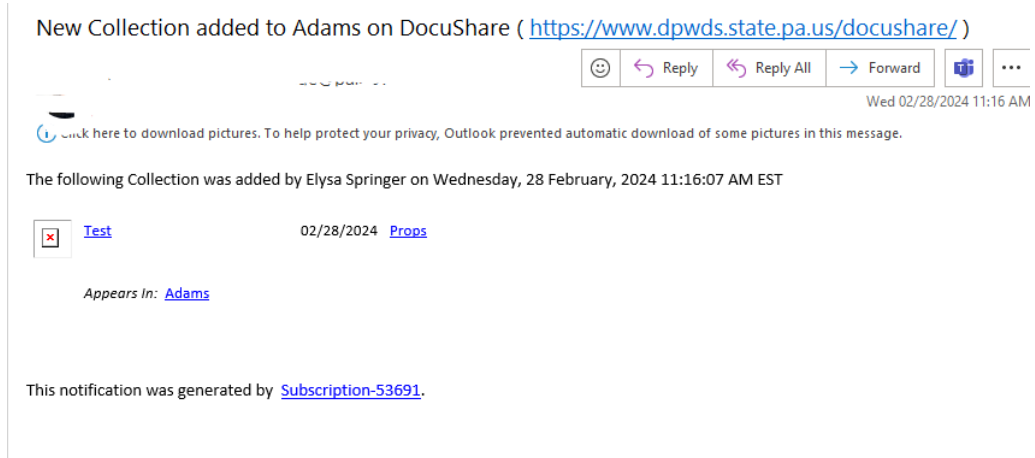 New Collection added to Adams on DocuShare ( https://www.dpwds.state.pa.us/docushare/ )
Reply Reply All Forward
Wed 02/28/2024 11:16 AM
here to download pictures. To help protect your privacy, Outlook prevented automatic download of some pictures in this message.
The following Collection was added by Elysa Springer on Wednesday, 28 February, 2024 11:16:07 AM EST
Test 02/28/2024 Props
Appears In: Adams
This notification was generated by Subscription-53691.